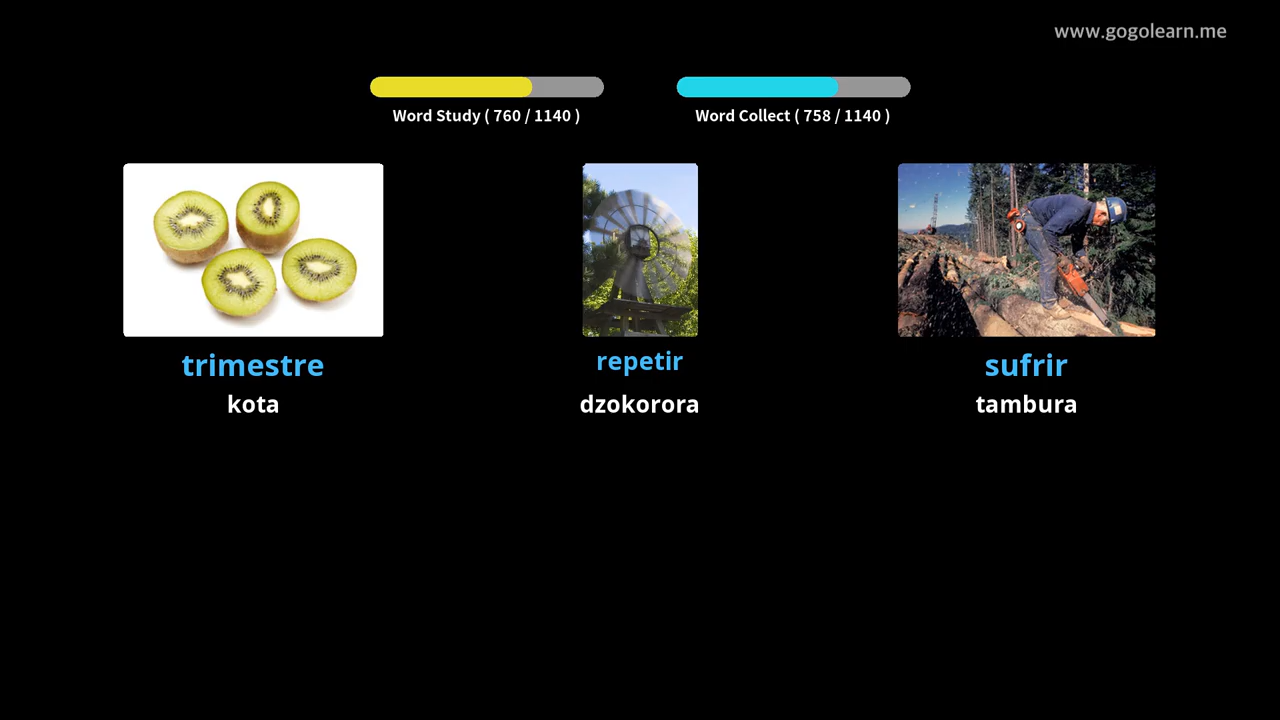 www.gogolearn.me
Word Study ( 760 / 1140 )
Word Collect ( 758 / 1140 )
trimestre
kota
repetir
dzokorora
sufrir
tambura